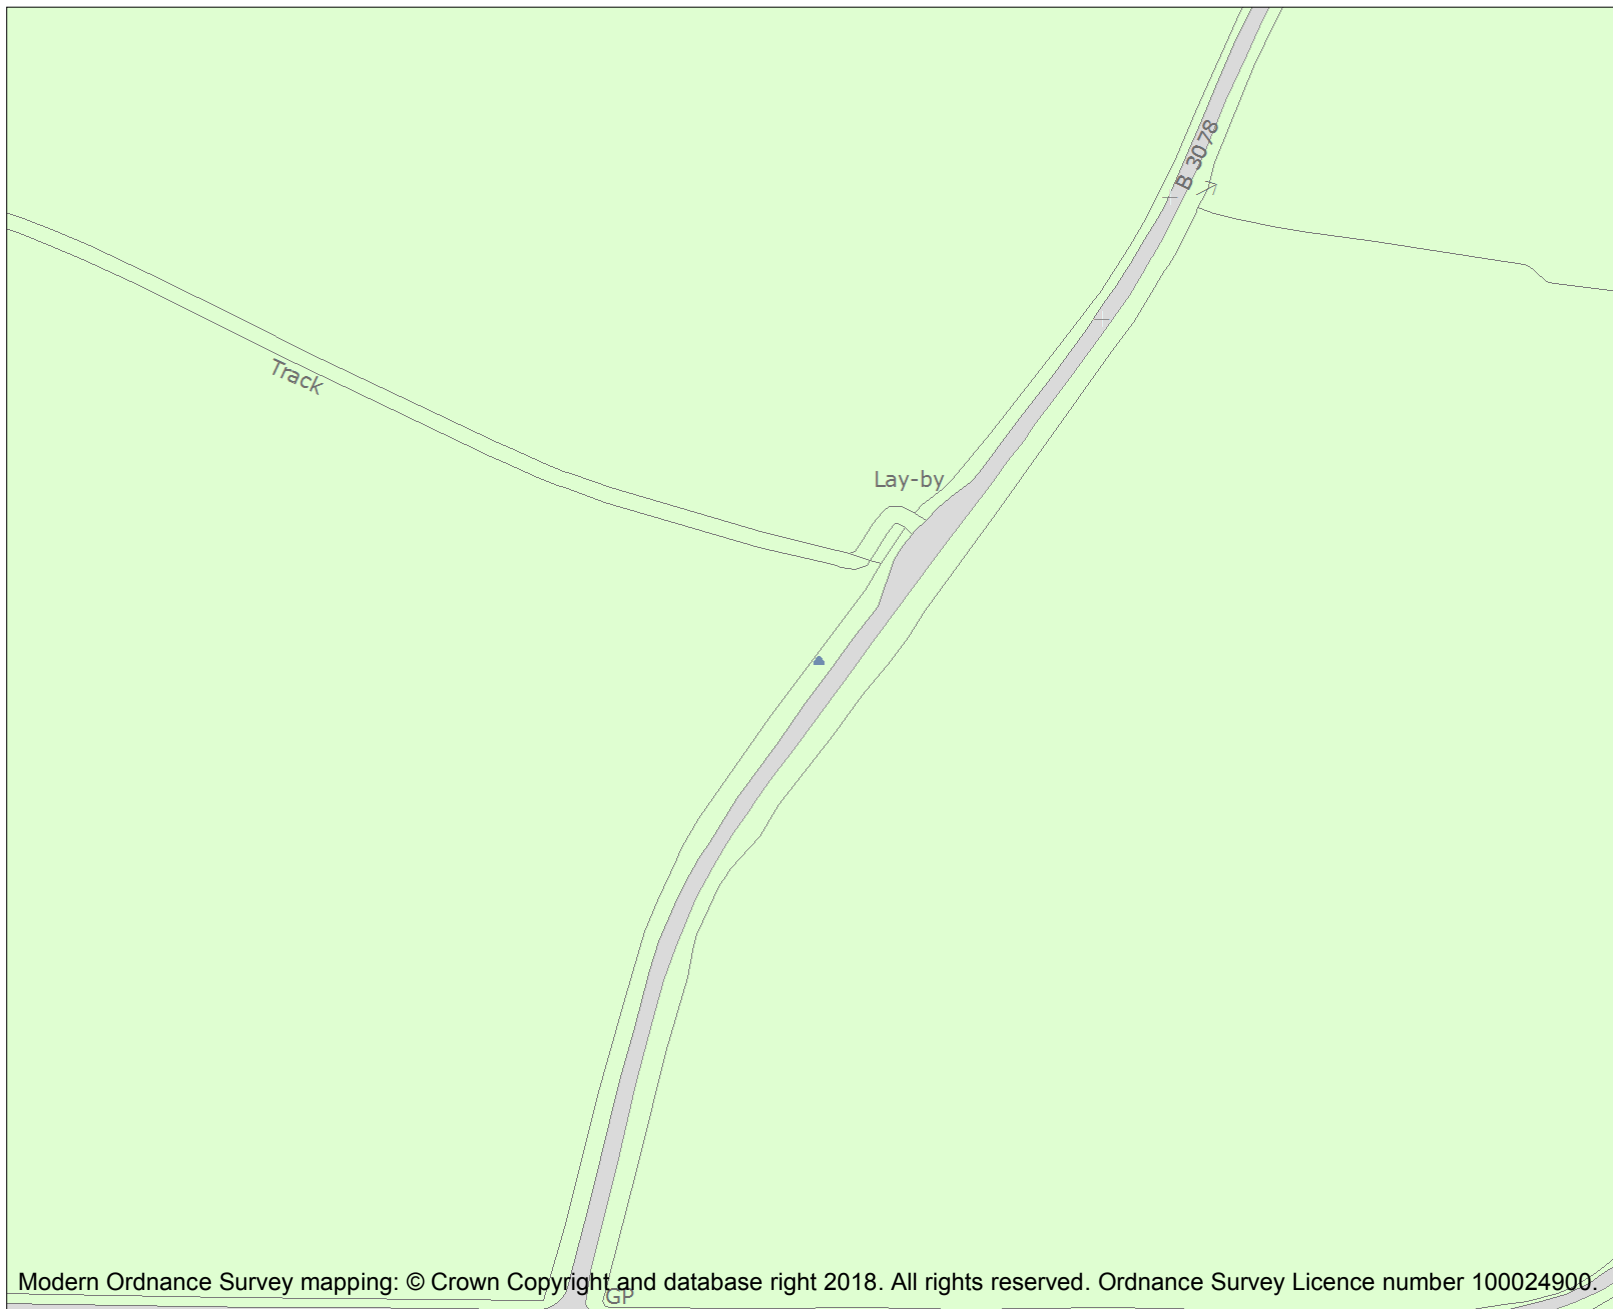 B 3078
Track
Lay-by
Modern Ordnance Survey mapping: © Crown Copyright and database right 2018. All rights reserved. Ordnance Survey Licence number 100024900.
GP